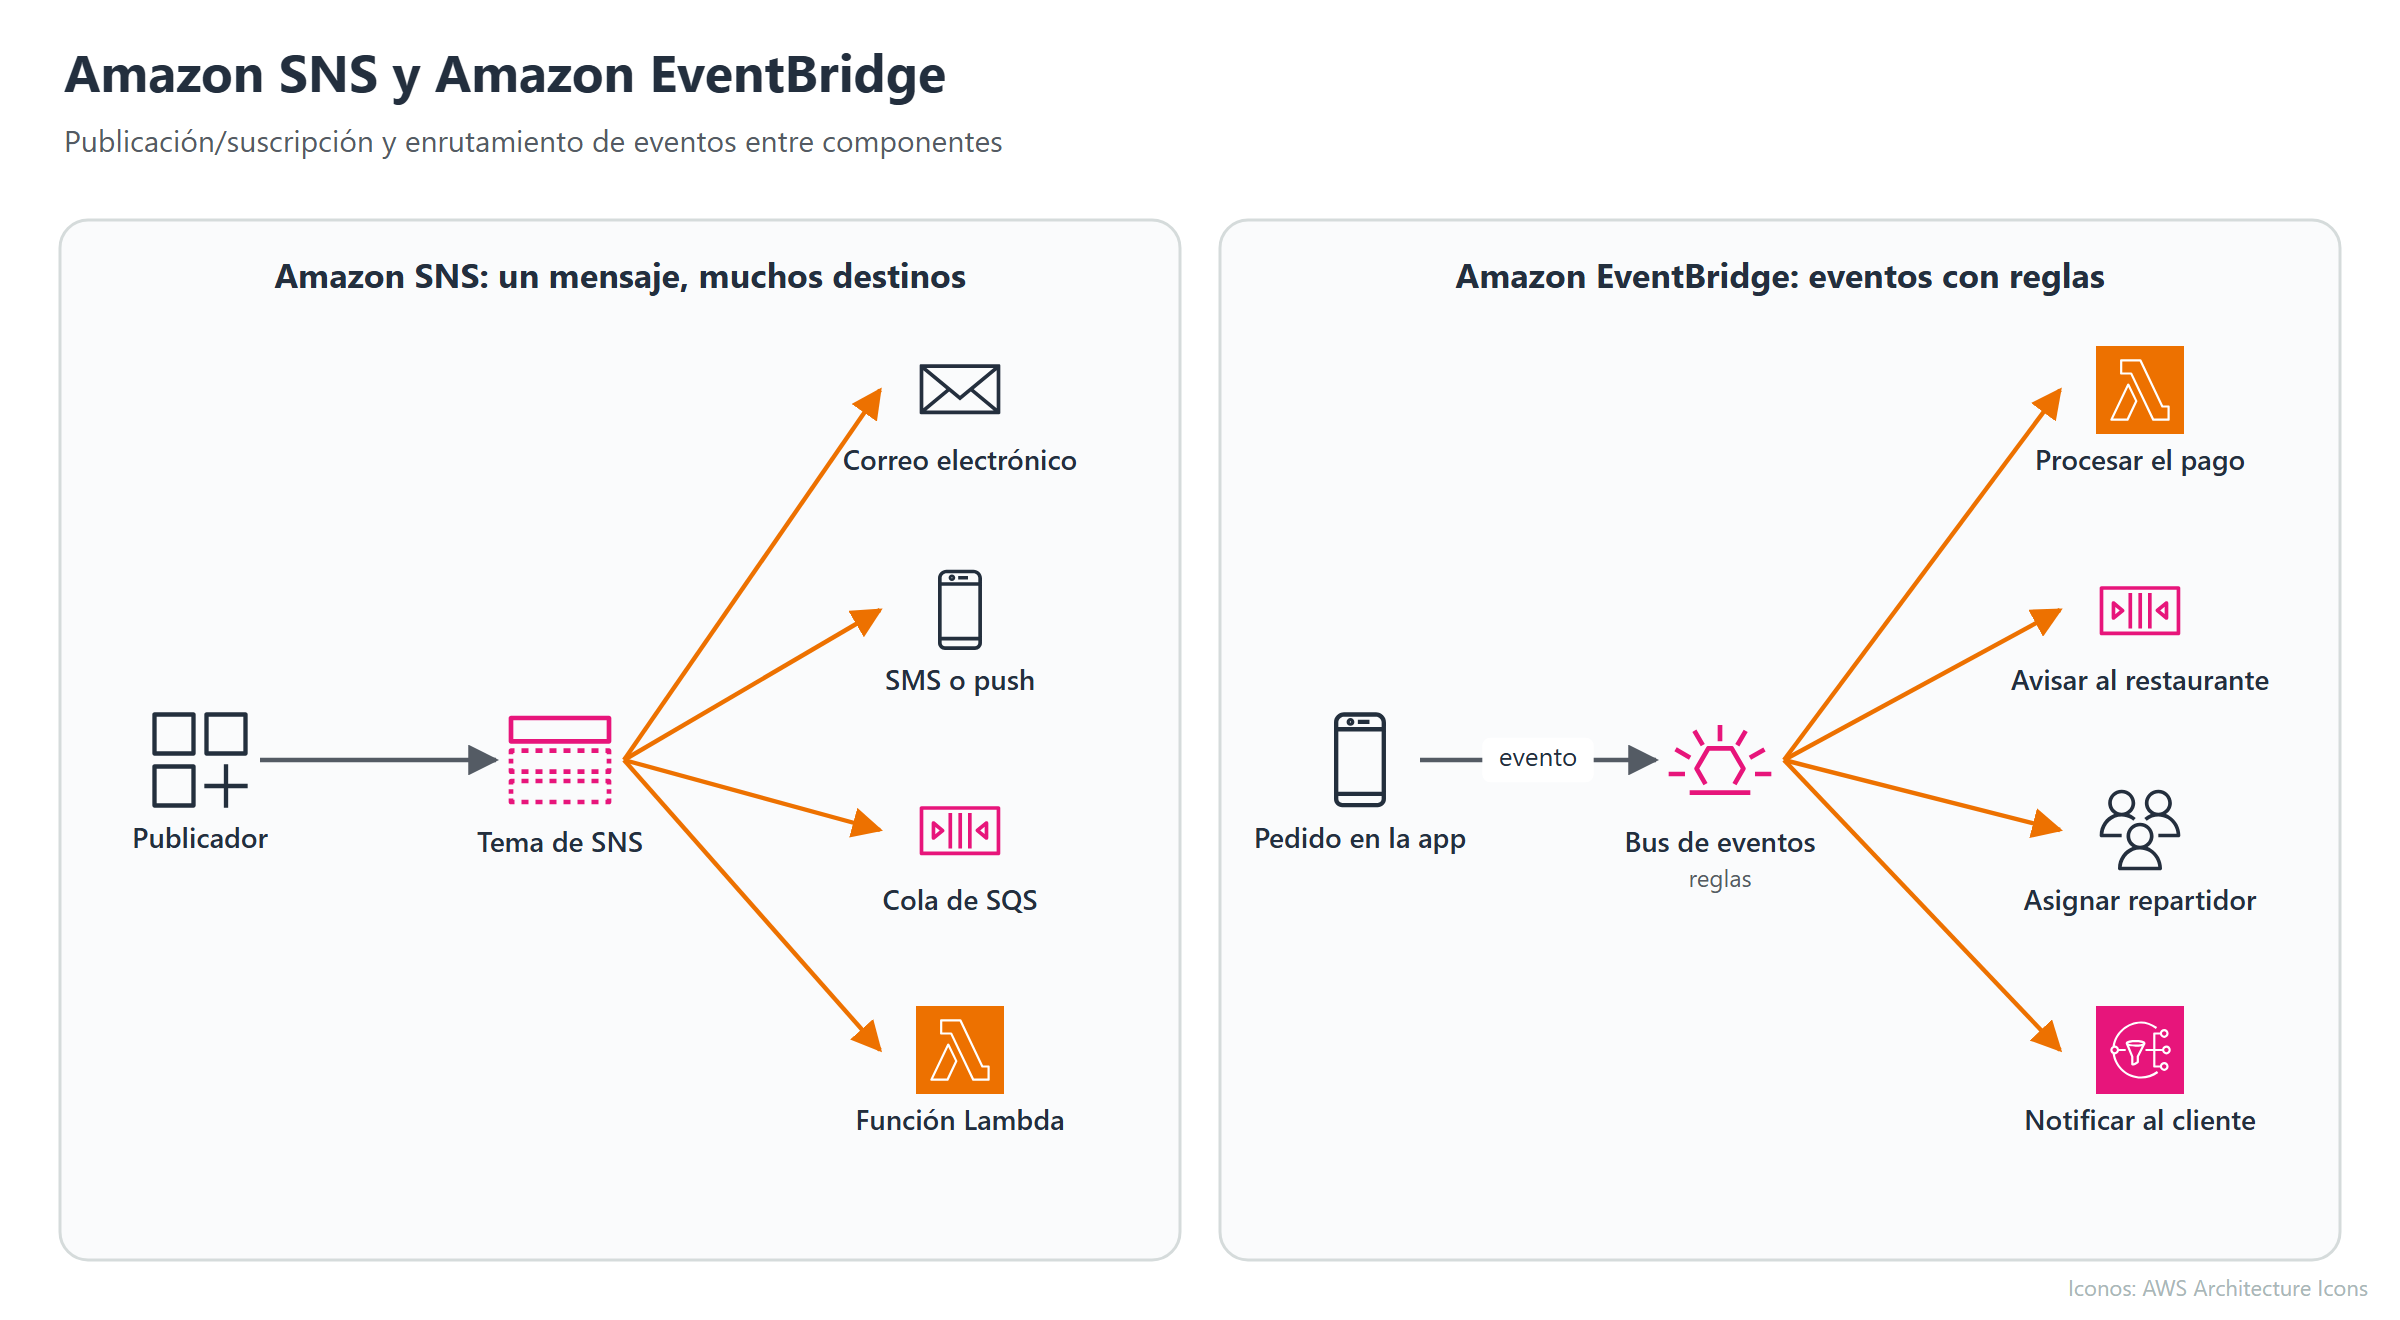 Amazon SNS y Amazon EventBridge
Publicación/suscripción y enrutamiento de eventos entre componentes
Amazon SNS: un mensaje, muchos destinos
Correo electrónico
SMS o push
Publicador
Tema de SNS
Cola de SQS
Función Lambda
Amazon EventBridge: eventos con reglas
Procesar el pago
Avisar al restaurante
evento
Pedido en la app
Bus de eventos
reglas
Asignar repartidor
Notificar al cliente
Iconos: AWS Architecture Icons